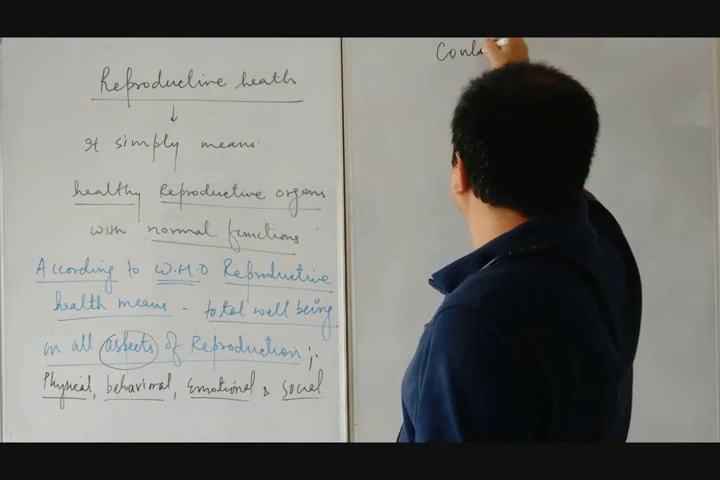 Reproductive heath
It simply means
healthy Reproductive organs
with normal functions
According to W.H.O Reproductive
health means - total well being
in all aspects of Reproduction ;.
Physical, behavioral, Emotional & Social